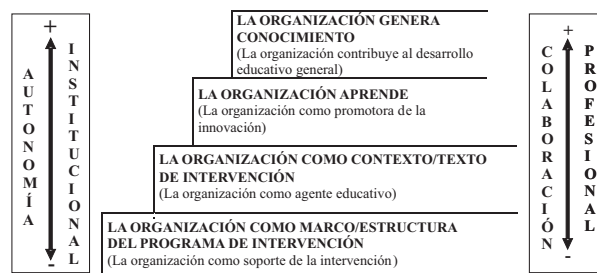 +
AUTONOMÍA
INSTITUCIONAL
-
LA ORGANIZACIÓN GENERA
CONOCIMIENTO
(La organización contribuye al desarrollo
educativo general)
LA ORGANIZACIÓN APRENDE
(La organización como promotora de la
innovación)
LA ORGANIZACIÓN COMO CONTEXTO/TEXTO
DE INTERVENCIÓN
(La organización como agente educativo)
LA ORGANIZACIÓN COMO MARCO/ESTRUCTURA
DEL PROGRAMA DE INTERVENCIÓN
(La organización como soporte de la intervención)
+
COLABORACIÓN
PROFESIONAL
-